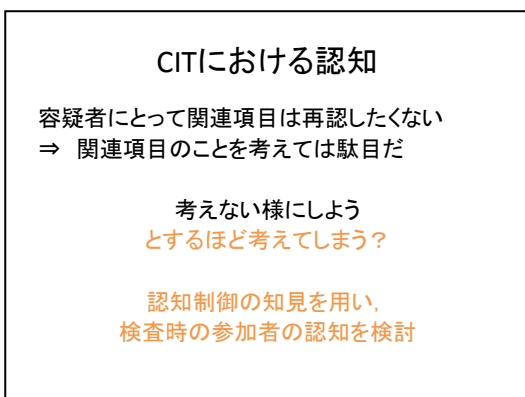 CITにおける認知
容疑者にとって関連項目は再認したくない
⇒ 関連項目のことを考えては駄目だ
考えない様にしよう
とするほど考えてしまう？
認知制御の知見を用い,
検査時の参加者の認知を検討